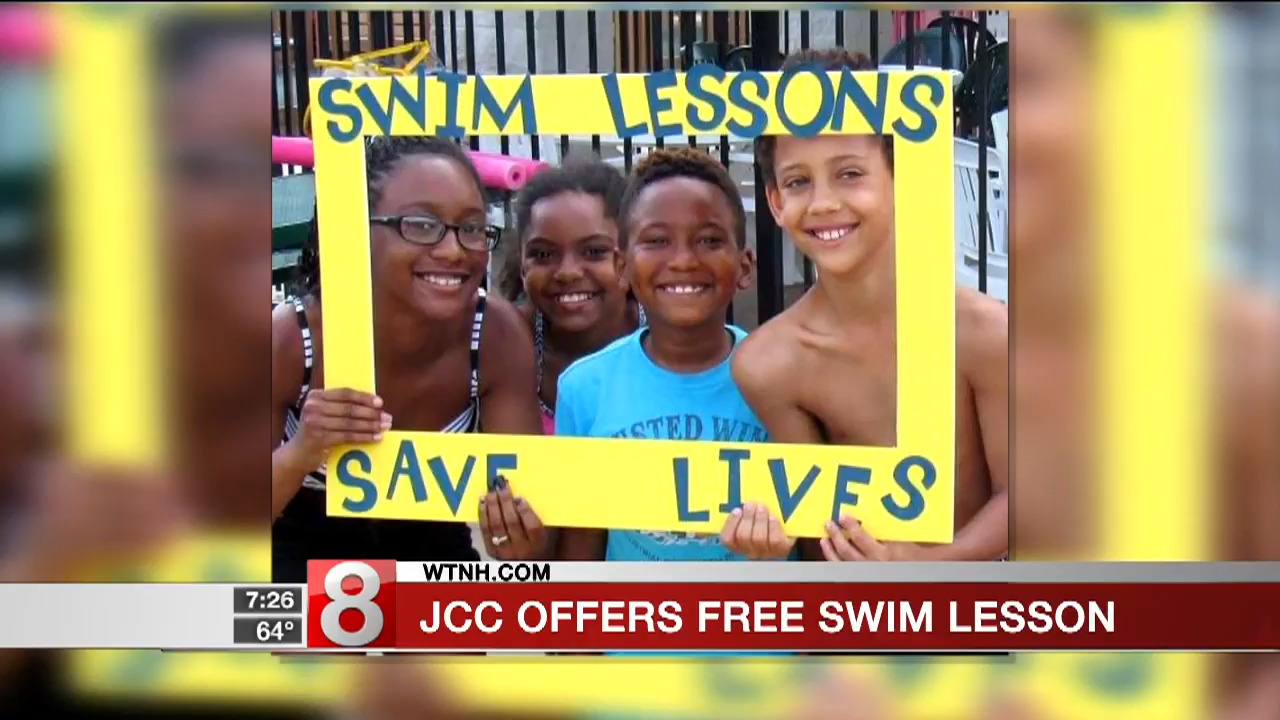 SWIM LESSONS
SAVE LIVES
WTNH.COM
7:26
64°
8
JCC OFFERS FREE SWIM LESSON